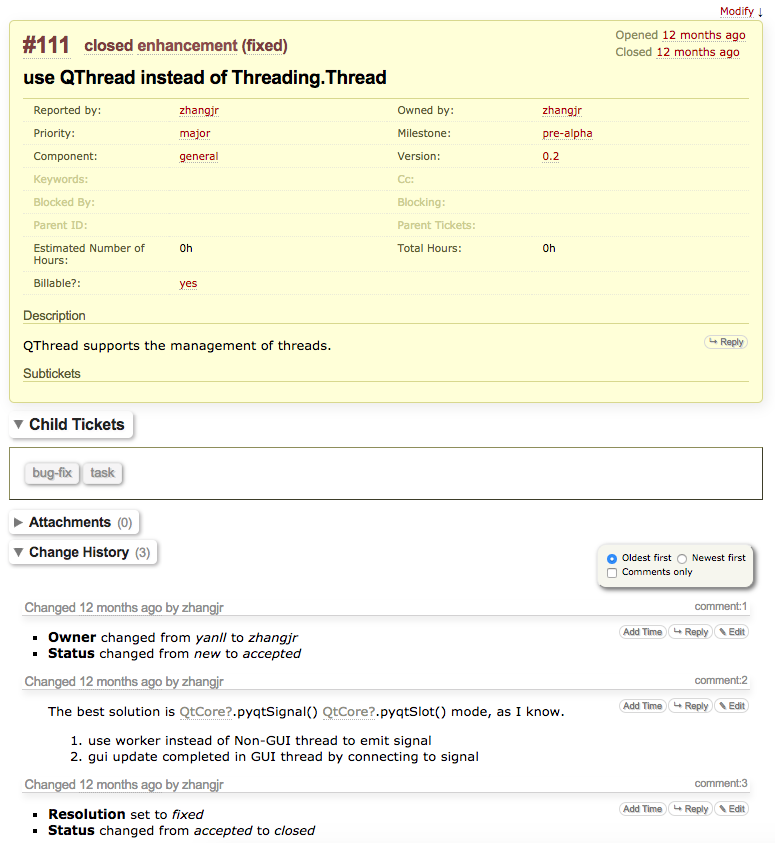 Modify ↓
#111 closed enhancement (fixed)
Opened 12 months ago
Closed 12 months ago
use QThread instead of Threading.Thread
Reported by: zhangjr Owned by: zhangjr
Priority: major Milestone: pre-alpha
Component: general Version: 0.2
Keywords: Cc:
Blocked By: Blocking:
Parent ID: Parent Tickets:
Estimated Number of Hours: 0h Total Hours: 0h
Billable?: yes
Description
QThread supports the management of threads.
↪ Reply
Subtickets
▼ Child Tickets
bug-fix task
▶ Attachments (0)
▼ Change History (3)
Oldest first Newest first
Comments only
Changed 12 months ago by zhangjr comment:1
Add Time ↪ Reply ✎ Edit
▪ Owner changed from yanll to zhangjr
▪ Status changed from new to accepted
Changed 12 months ago by zhangjr comment:2
Add Time ↪ Reply ✎ Edit
The best solution is QtCore?.pyqtSignal() QtCore?.pyqtSlot() mode, as I know.
1. use worker instead of Non-GUI thread to emit signal
2. gui update completed in GUI thread by connecting to signal
Changed 12 months ago by zhangjr comment:3
Add Time ↪ Reply ✎ Edit
▪ Resolution set to fixed
▪ Status changed from accepted to closed